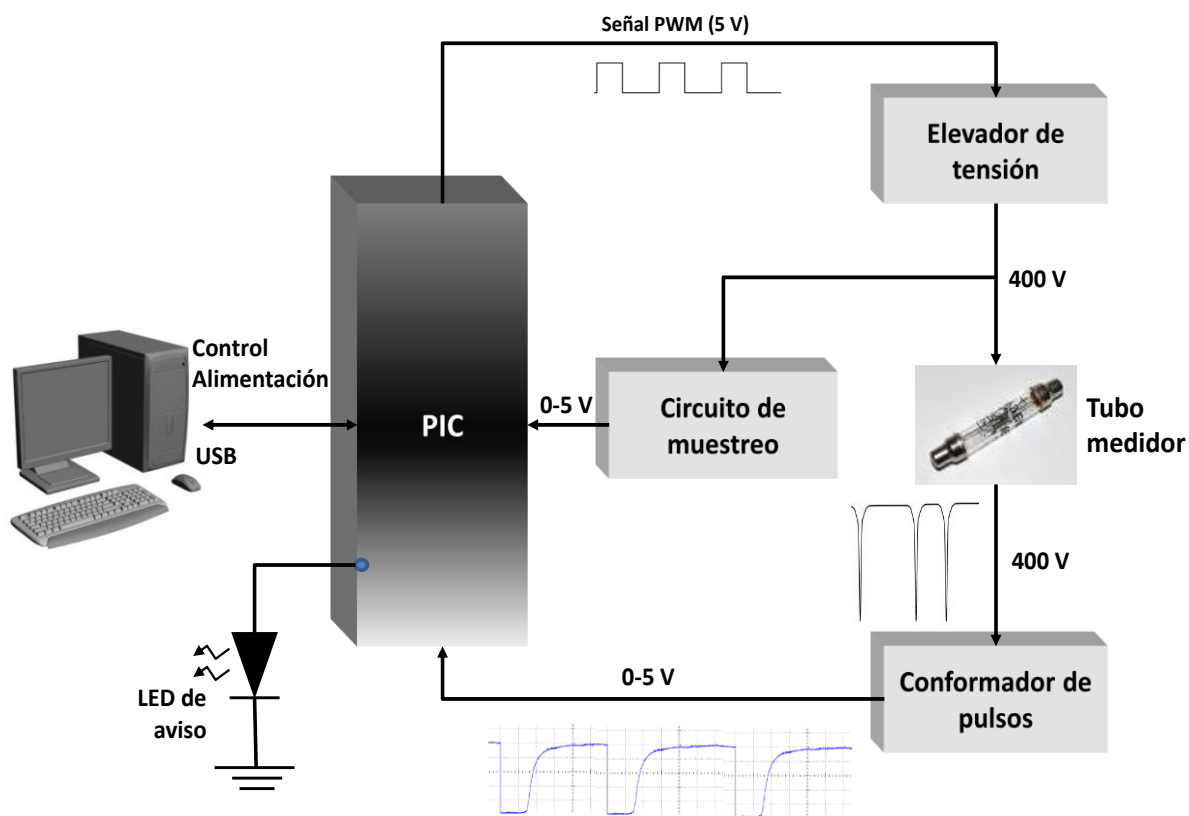 Señal PWM (5 V)
Elevador de
tensión
400 V
Control
Alimentación
USB
PIC
0-5 V
Circuito de
muestreo
Tubo
medidor
400 V
0-5 V
Conformador de
pulsos
LED de
aviso